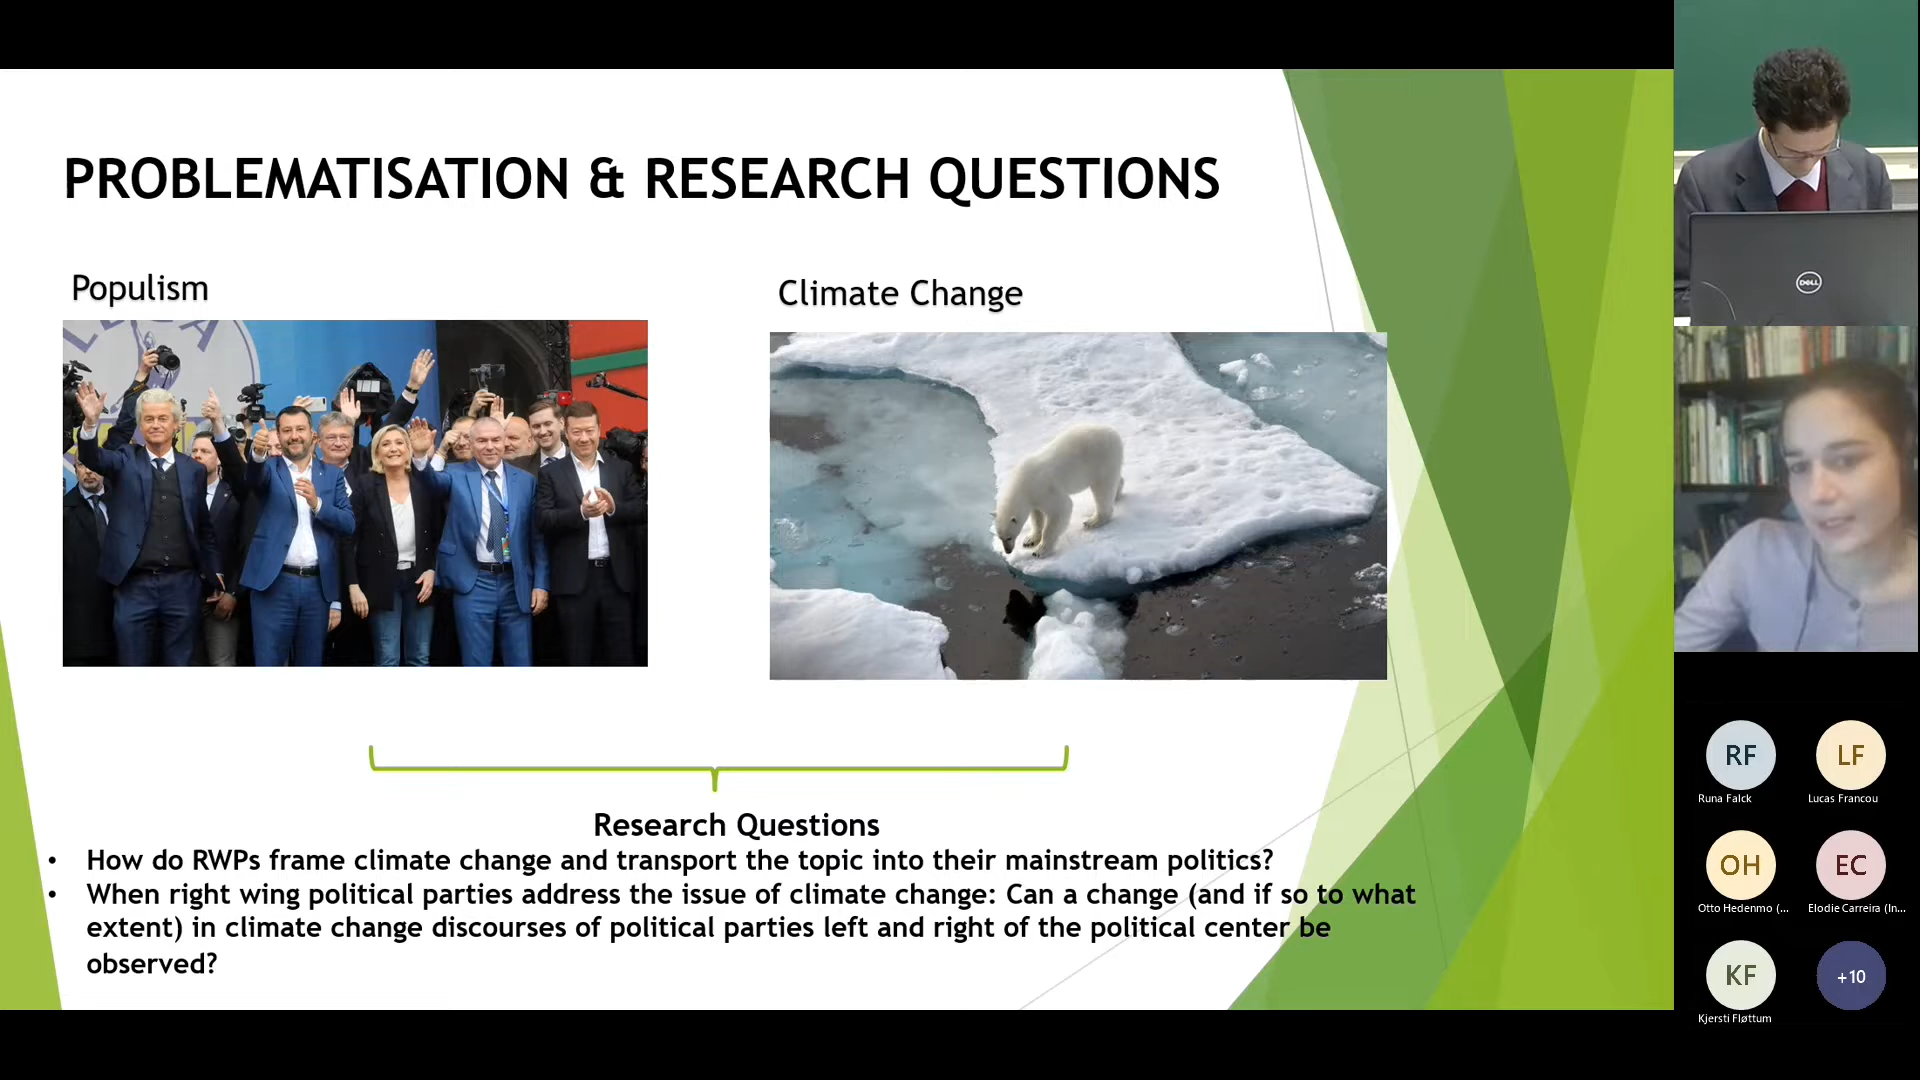 PROBLEMATISATION & RESEARCH QUESTIONS
Populism
Climate Change
Research Questions
• How do RWPs frame climate change and transport the topic into their mainstream politics?
• When right wing political parties address the issue of climate change: Can a change (and if so to what
extent) in climate change discourses of political parties left and right of the political center be
observed?
DELL
RF
Runa Falck
LF
Lucas Francou
OH
Otto Hedenmo (...
EC
Elodie Carreira (In...
KF
Kjersti Fløttum
+10